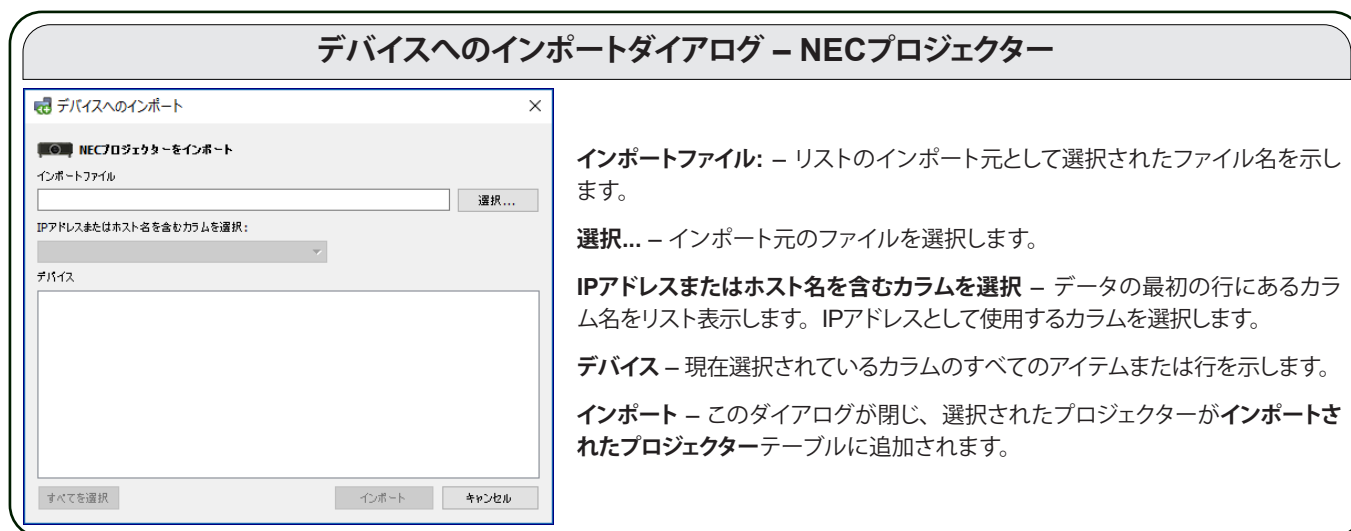 デバイスへのインポートダイアログ – NECプロジェクター
デバイスへのインポート
NECプロジェクターをインポート
インポートファイル
選択...
IPアドレスまたはホスト名を含むカラムを選択:
デバイス
すべてを選択
インポート
キャンセル
インポートファイル: – リストのインポート元として選択されたファイル名を示し
ます。
選択... – インポート元のファイルを選択します。
IPアドレスまたはホスト名を含むカラムを選択 – データの最初の行にあるカラ
ム名をリスト表示します。IPアドレスとして使用するカラムを選択します。
デバイス – 現在選択されているカラムのすべてのアイテムまたは行を示します。
インポート – このダイアログが閉じ、選択されたプロジェクターがインポートさ
れたプロジェクターテーブルに追加されます。